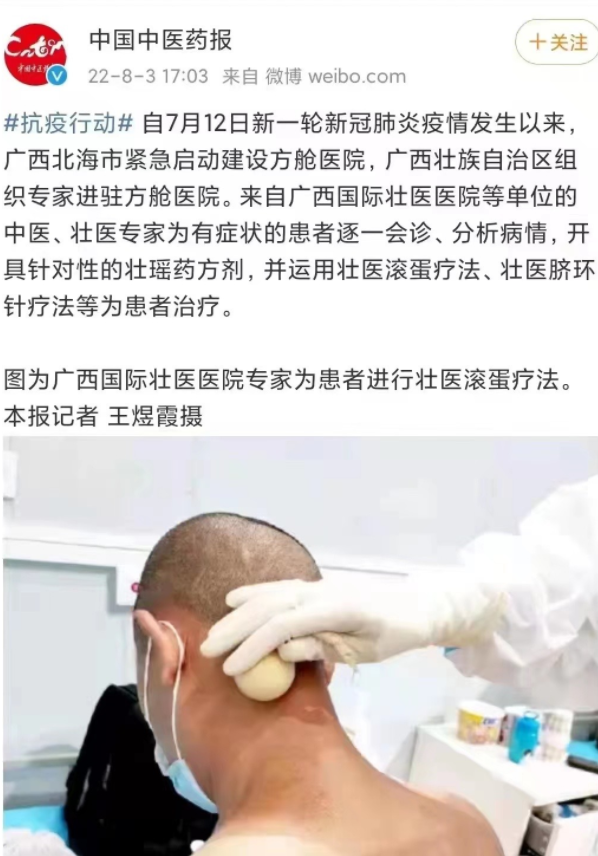 中国中医药报
22-8-3 17:03 来自 微博 weibo.com
+关注
#抗疫行动# 自7月12日新一轮新冠肺炎疫情发生以来，
广西北海市紧急启动建设方舱医院，广西壮族自治区组
织专家进驻方舱医院。来自广西国际壮医医院等单位的
中医、壮医专家为有症状的患者逐一会诊、分析病情，开
具针对性的壮瑶药方剂，并运用壮医滚蛋疗法、壮医脐环
针疗法等为患者治疗。
图为广西国际壮医医院专家为患者进行壮医滚蛋疗法。
本报记者 王煜霞摄